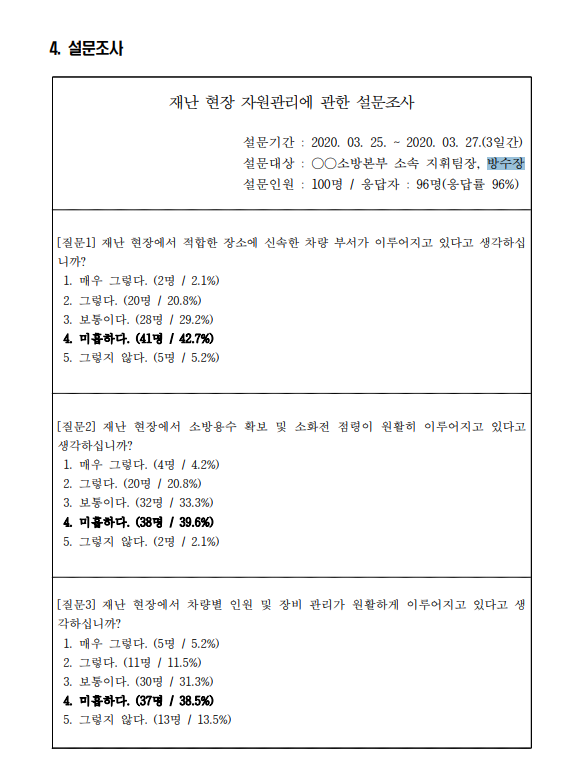 4. 설문조사
재난 현장 자원관리에 관한 설문조사
설문기간 : 2020. 03. 25. ~ 2020. 03. 27.(3일간)
설문대상 : ○○소방본부 소속 지휘팀장, 방수장
설문인원 : 100명 / 응답자 : 96명(응답률 96%)
[질문1] 재난 현장에서 적합한 장소에 신속한 차량 부서가 이루어지고 있다고 생각하십
니까?
1. 매우 그렇다. (2명 / 2.1%)
2. 그렇다. (20명 / 20.8%)
3. 보통이다. (28명 / 29.2%)
4. 미흡하다. (41명 / 42.7%)
5. 그렇지 않다. (5명 / 5.2%)
[질문2] 재난 현장에서 소방용수 확보 및 소화전 점령이 원활히 이루어지고 있다고
생각하십니까?
1. 매우 그렇다. (4명 / 4.2%)
2. 그렇다. (20명 / 20.8%)
3. 보통이다. (32명 / 33.3%)
4. 미흡하다. (38명 / 39.6%)
5. 그렇지 않다. (2명 / 2.1%)
[질문3] 재난 현장에서 차량별 인원 및 장비 관리가 원활하게 이루어지고 있다고 생
각하십니까?
1. 매우 그렇다. (5명 / 5.2%)
2. 그렇다. (11명 / 11.5%)
3. 보통이다. (30명 / 31.3%)
4. 미흡하다. (37명 / 38.5%)
5. 그렇지 않다. (13명 / 13.5%)